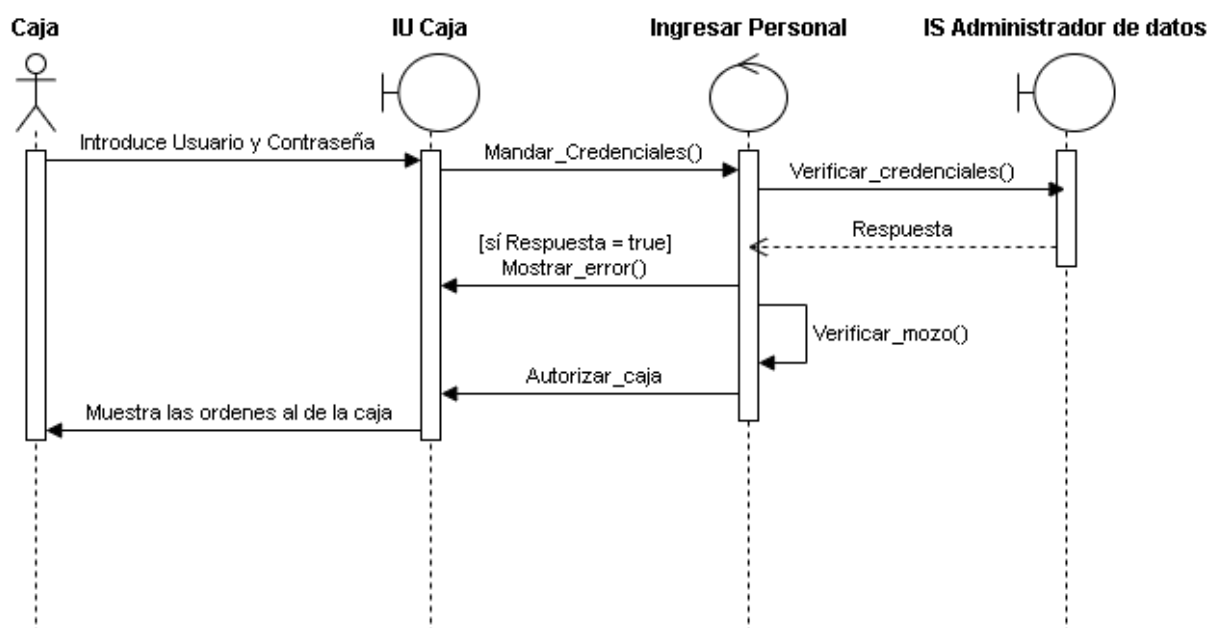 Caja
IU Caja
Ingresar Personal
IS Administrador de datos
Introduce Usuario y Contraseña
Mandar_Credenciales()
Verificar_credenciales()
Respuesta
[sí Respuesta = true]
Mostrar_error()
Verificar_mozo()
Autorizar_caja
Muestra las ordenes al de la caja